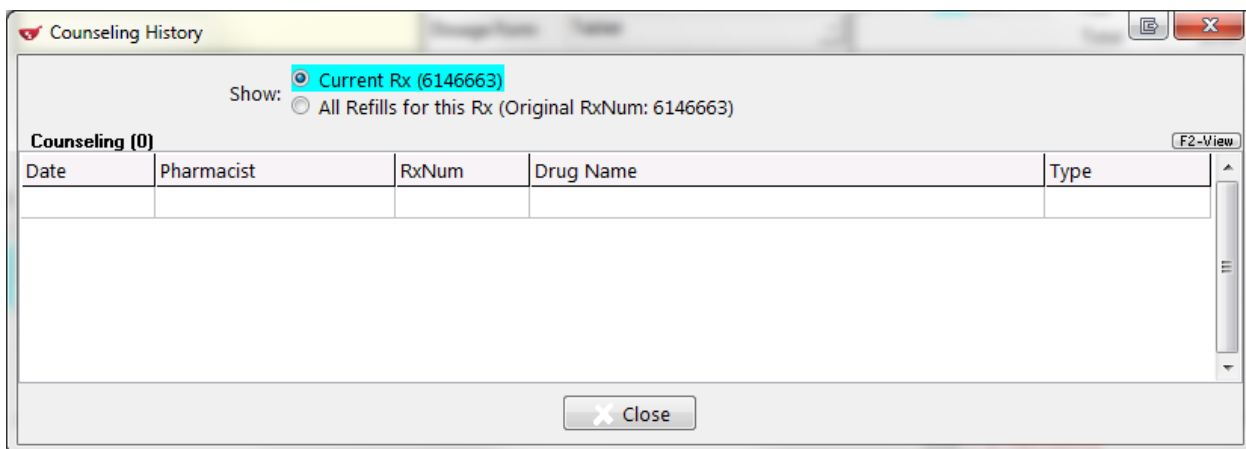 Counseling History
Show: Current Rx (6146663)
All Refills for this Rx (Original RxNum: 6146663)
Counseling (0)
F2-View
Date Pharmacist RxNum Drug Name Type
Close